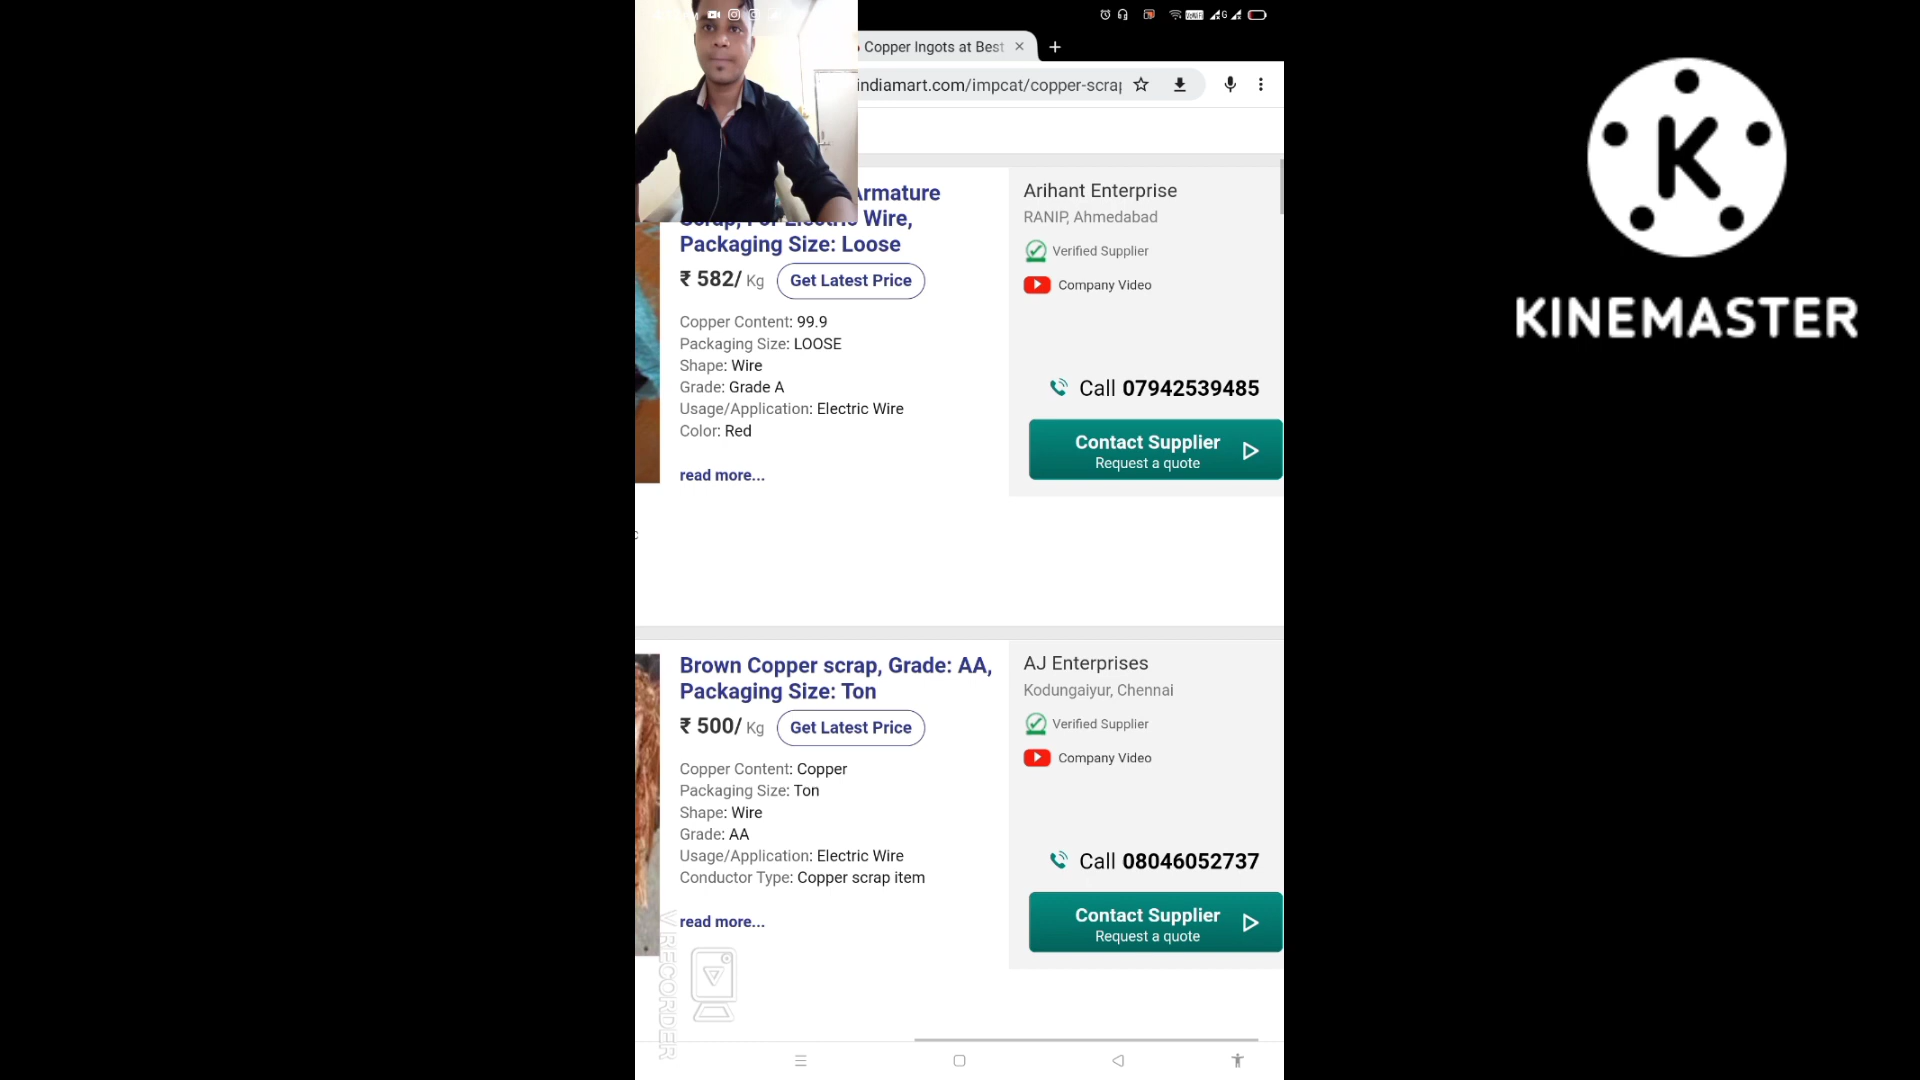 Copper Ingots at Best
indiamart.com/impcat/copper-scrap
Armature
Scrap, For Electric Wire,
Packaging Size: Loose
₹ 582/ Kg
Get Latest Price
Copper Content: 99.9
Packaging Size: LOOSE
Shape: Wire
Grade: Grade A
Usage/Application: Electric Wire
Color: Red
read more...
Arihant Enterprise
RANIP, Ahmedabad
Verified Supplier
Company Video
Call 07942539485
Contact Supplier
Request a quote
Brown Copper scrap, Grade: AA,
Packaging Size: Ton
₹ 500/ Kg
Get Latest Price
Copper Content: Copper
Packaging Size: Ton
Shape: Wire
Grade: AA
Usage/Application: Electric Wire
Conductor Type: Copper scrap item
read more...
AJ Enterprises
Kodungaiyur, Chennai
Verified Supplier
Company Video
Call 08046052737
Contact Supplier
Request a quote
V RECORDER
K
KINEMASTER